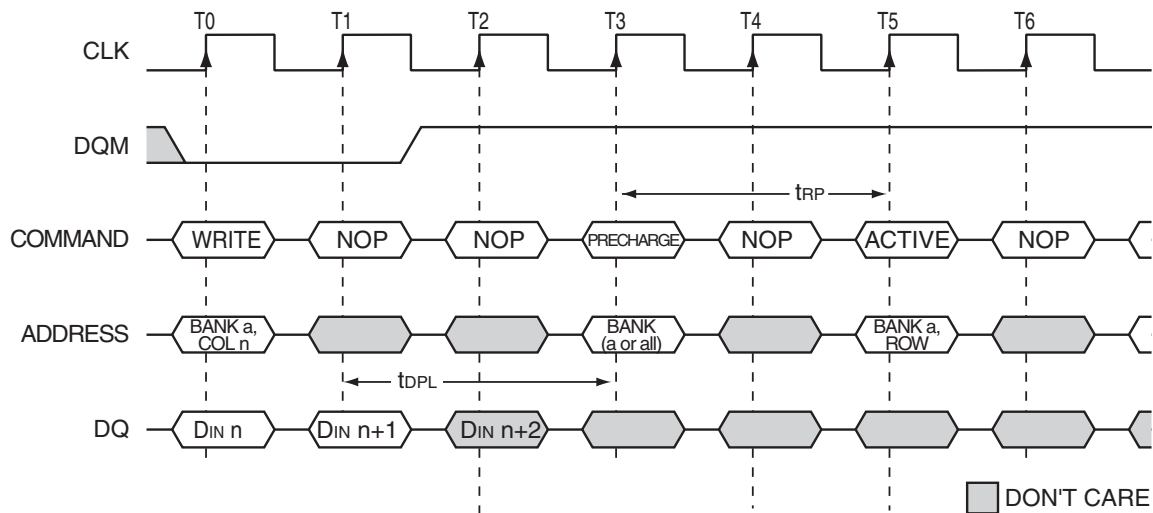 T0 T1 T2 T3 T4 T5 T6
CLK
DQM
tRP
COMMAND WRITE NOP NOP PRECHARGE NOP ACTIVE NOP
ADDRESS BANK a, COL n BANK (a or all) BANK a, ROW
tDPL
DQ DIN n DIN n+1 DIN n+2
DON'T CARE